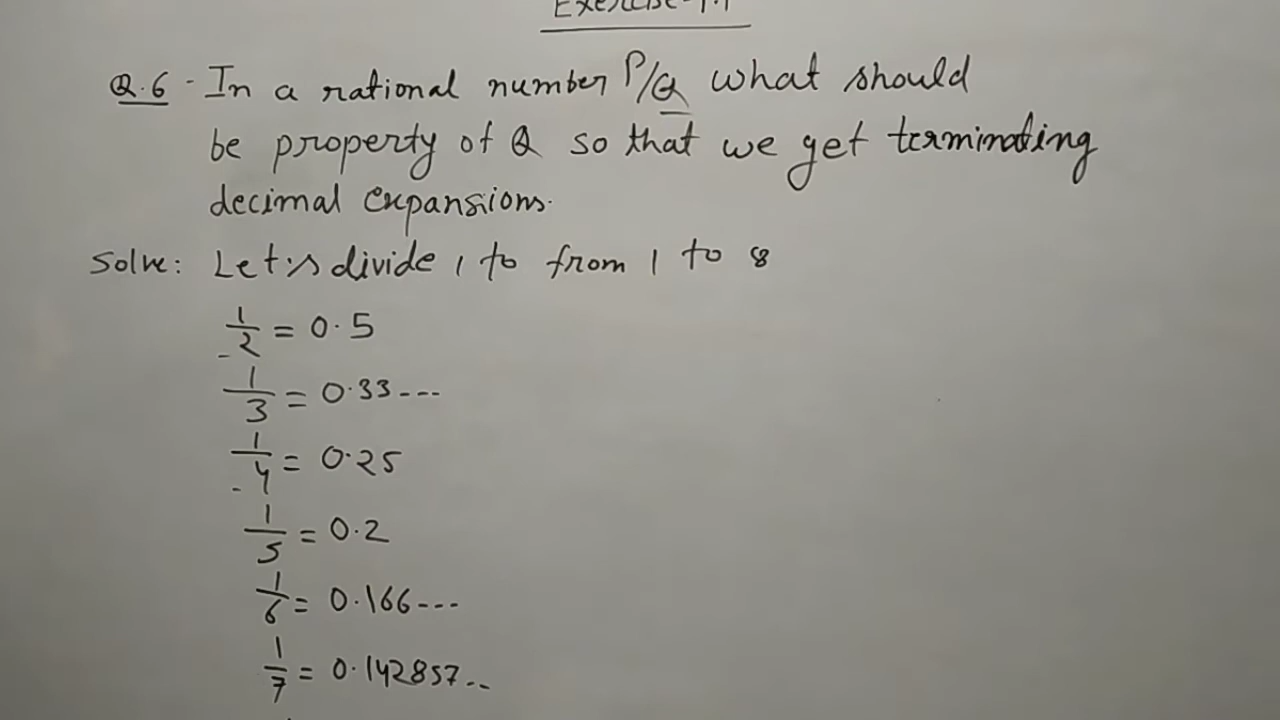 Q.6 - In a rational number P/Q what should
be property of Q so that we get terminating
decimal expansions.
Solve: Let's divide 1 to from 1 to 8
1/2 = 0.5
1/3 = 0.33---
1/4 = 0.25
1/5 = 0.2
1/6 = 0.166---
1/7 = 0.142857..